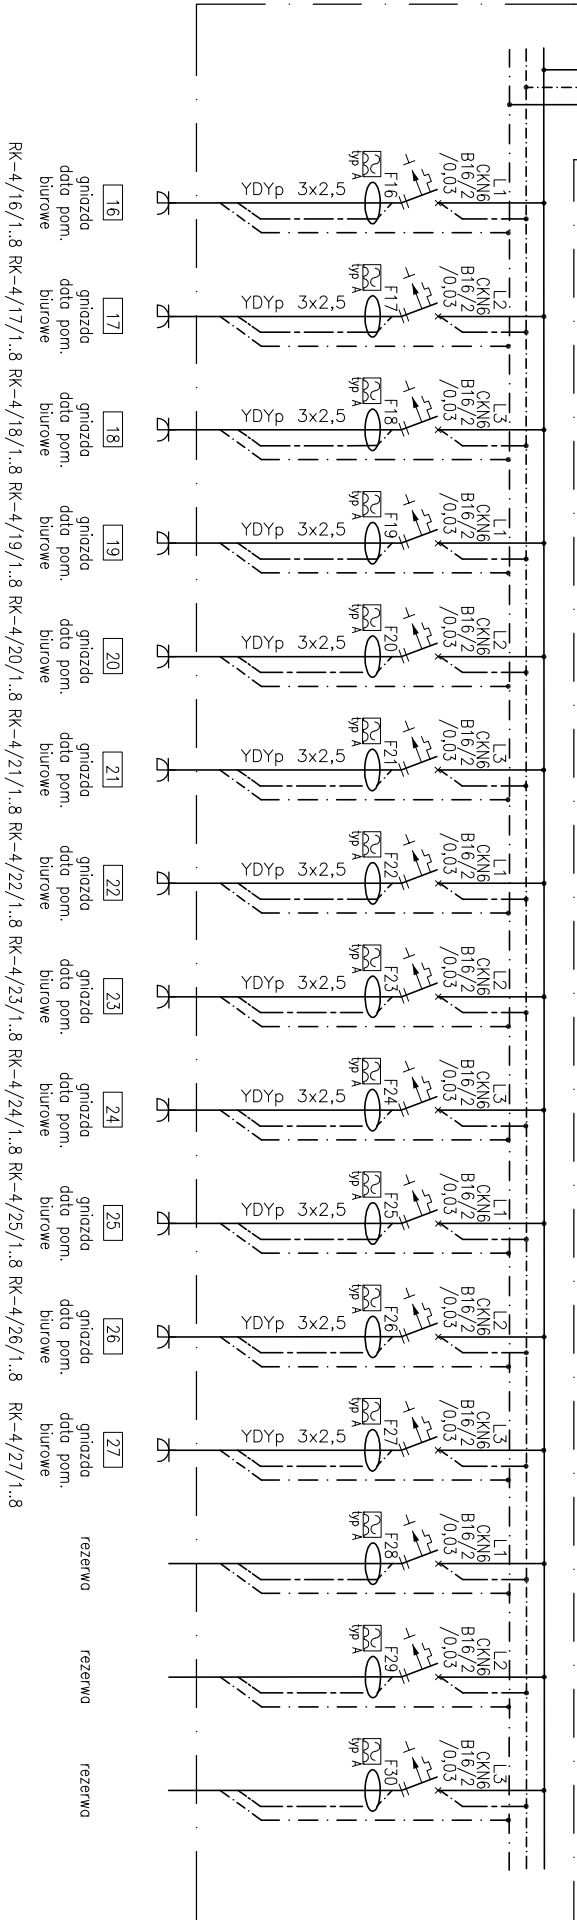 L1
CKN6
B16/2
/0,03
F16
typ A
YDYp 3x2,5
16
gniazda
data pom.
biurowe
RK-4/16/1..8
L2
CKN6
B16/2
/0,03
F17
typ A
YDYp 3x2,5
17
gniazda
data pom.
biurowe
RK-4/17/1..8
L3
CKN6
B16/2
/0,03
F18
typ A
YDYp 3x2,5
18
gniazda
data pom.
biurowe
RK-4/18/1..8
L1
CKN6
B16/2
/0,03
F19
typ A
YDYp 3x2,5
19
gniazda
data pom.
biurowe
RK-4/19/1..8
L2
CKN6
B16/2
/0,03
F20
typ A
YDYp 3x2,5
20
gniazda
data pom.
biurowe
RK-4/20/1..8
L3
CKN6
B16/2
/0,03
F21
typ A
YDYp 3x2,5
21
gniazda
data pom.
biurowe
RK-4/21/1..8
L1
CKN6
B16/2
/0,03
F22
typ A
YDYp 3x2,5
22
gniazda
data pom.
biurowe
RK-4/22/1..8
L2
CKN6
B16/2
/0,03
F23
typ A
YDYp 3x2,5
23
gniazda
data pom.
biurowe
RK-4/23/1..8
L3
CKN6
B16/2
/0,03
F24
typ A
YDYp 3x2,5
24
gniazda
data pom.
biurowe
RK-4/24/1..8
L1
CKN6
B16/2
/0,03
F25
typ A
YDYp 3x2,5
25
gniazda
data pom.
biurowe
RK-4/25/1..8
L2
CKN6
B16/2
/0,03
F26
typ A
YDYp 3x2,5
26
gniazda
data pom.
biurowe
RK-4/26/1..8
L3
CKN6
B16/2
/0,03
F27
typ A
YDYp 3x2,5
27
gniazda
data pom.
biurowe
RK-4/27/1..8
L1
CKN6
B16/2
/0,03
F28
typ A
rezerwa
L2
CKN6
B16/2
/0,03
F29
typ A
rezerwa
L3
CKN6
B16/2
/0,03
F30
typ A
rezerwa